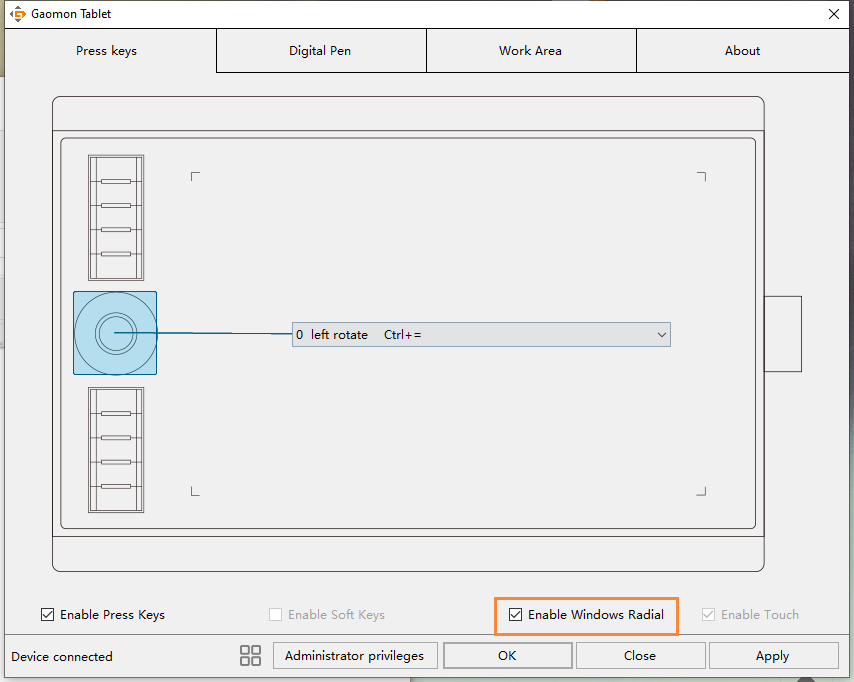 Gaomon Tablet
Press keys
Digital Pen
Work Area
About
0 left rotate Ctrl+=
Enable Press Keys
Enable Soft Keys
Enable Windows Radial
Enable Touch
Device connected
Administrator privileges
OK
Close
Apply